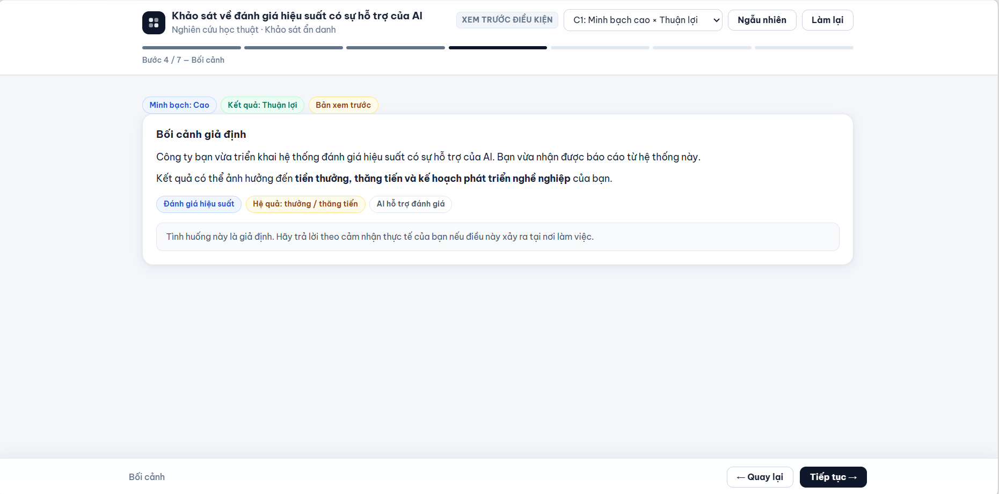 Khảo sát về đánh giá hiệu suất có sự hỗ trợ của AI
Nghiên cứu học thuật · Khảo sát ẩn danh
XEM TRƯỚC ĐIỀU KIỆN
C1: Minh bạch cao × Thuận lợi
Ngẫu nhiên
Làm lại
Bước 4 / 7 — Bối cảnh
Minh bạch: Cao
Kết quả: Thuận lợi
Bản xem trước
Bối cảnh giả định
Công ty bạn vừa triển khai hệ thống đánh giá hiệu suất có sự hỗ trợ của AI. Bạn vừa nhận được báo cáo từ hệ thống này.
Kết quả có thể ảnh hưởng đến tiền thưởng, thăng tiến và kế hoạch phát triển nghề nghiệp của bạn.
Đánh giá hiệu suất
Hệ quả: thưởng / thăng tiến
AI hỗ trợ đánh giá
Tình huống này là giả định. Hãy trả lời theo cảm nhận thực tế của bạn nếu điều này xảy ra tại nơi làm việc.
Bối cảnh
← Quay lại
Tiếp tục →